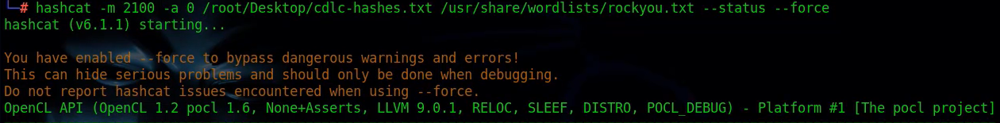 └─# hashcat -m 2100 -a 0 /root/Desktop/cdlc-hashes.txt /usr/share/wordlists/rockyou.txt --status --force
hashcat (v6.1.1) starting...
You have enabled --force to bypass dangerous warnings and errors!
This can hide serious problems and should only be done when debugging.
Do not report hashcat issues encountered when using --force.
OpenCL API (OpenCL 1.2 pocl 1.6, None+Asserts, LLVM 9.0.1, RELOC, SLEEF, DISTRO, POCL_DEBUG) - Platform #1 [The pocl project]